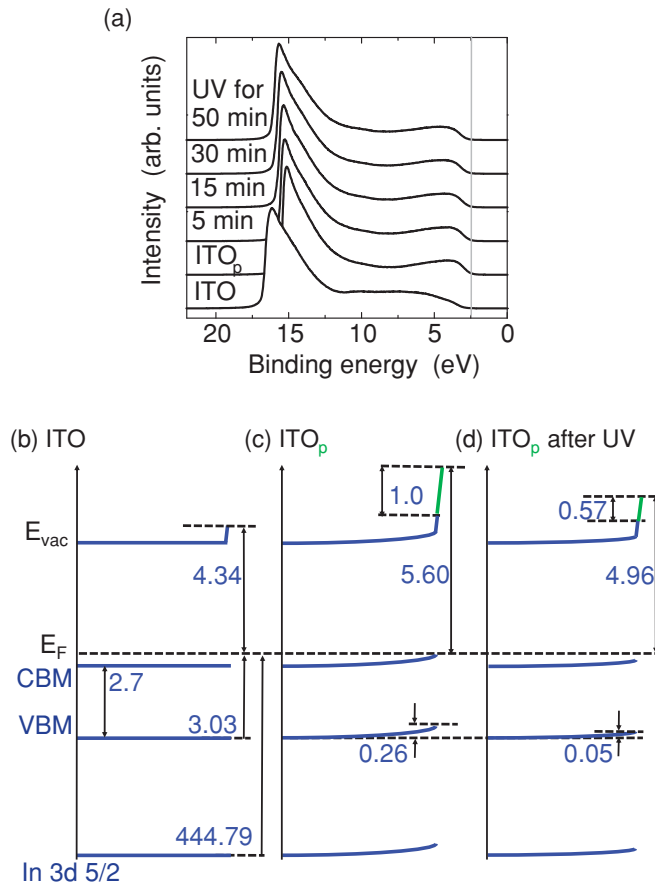 (a)
Intensity (arb. units)
UV for
50 min
30 min
15 min
5 min
ITOp
ITO
20 15 10 5 0
Binding energy (eV)
(b) ITO (c) ITOp (d) ITOp after UV
1.0
0.57
Evac
4.34
5.60
4.96
EF
CBM
2.7
VBM
3.03
0.26
0.05
444.79
In 3d 5/2